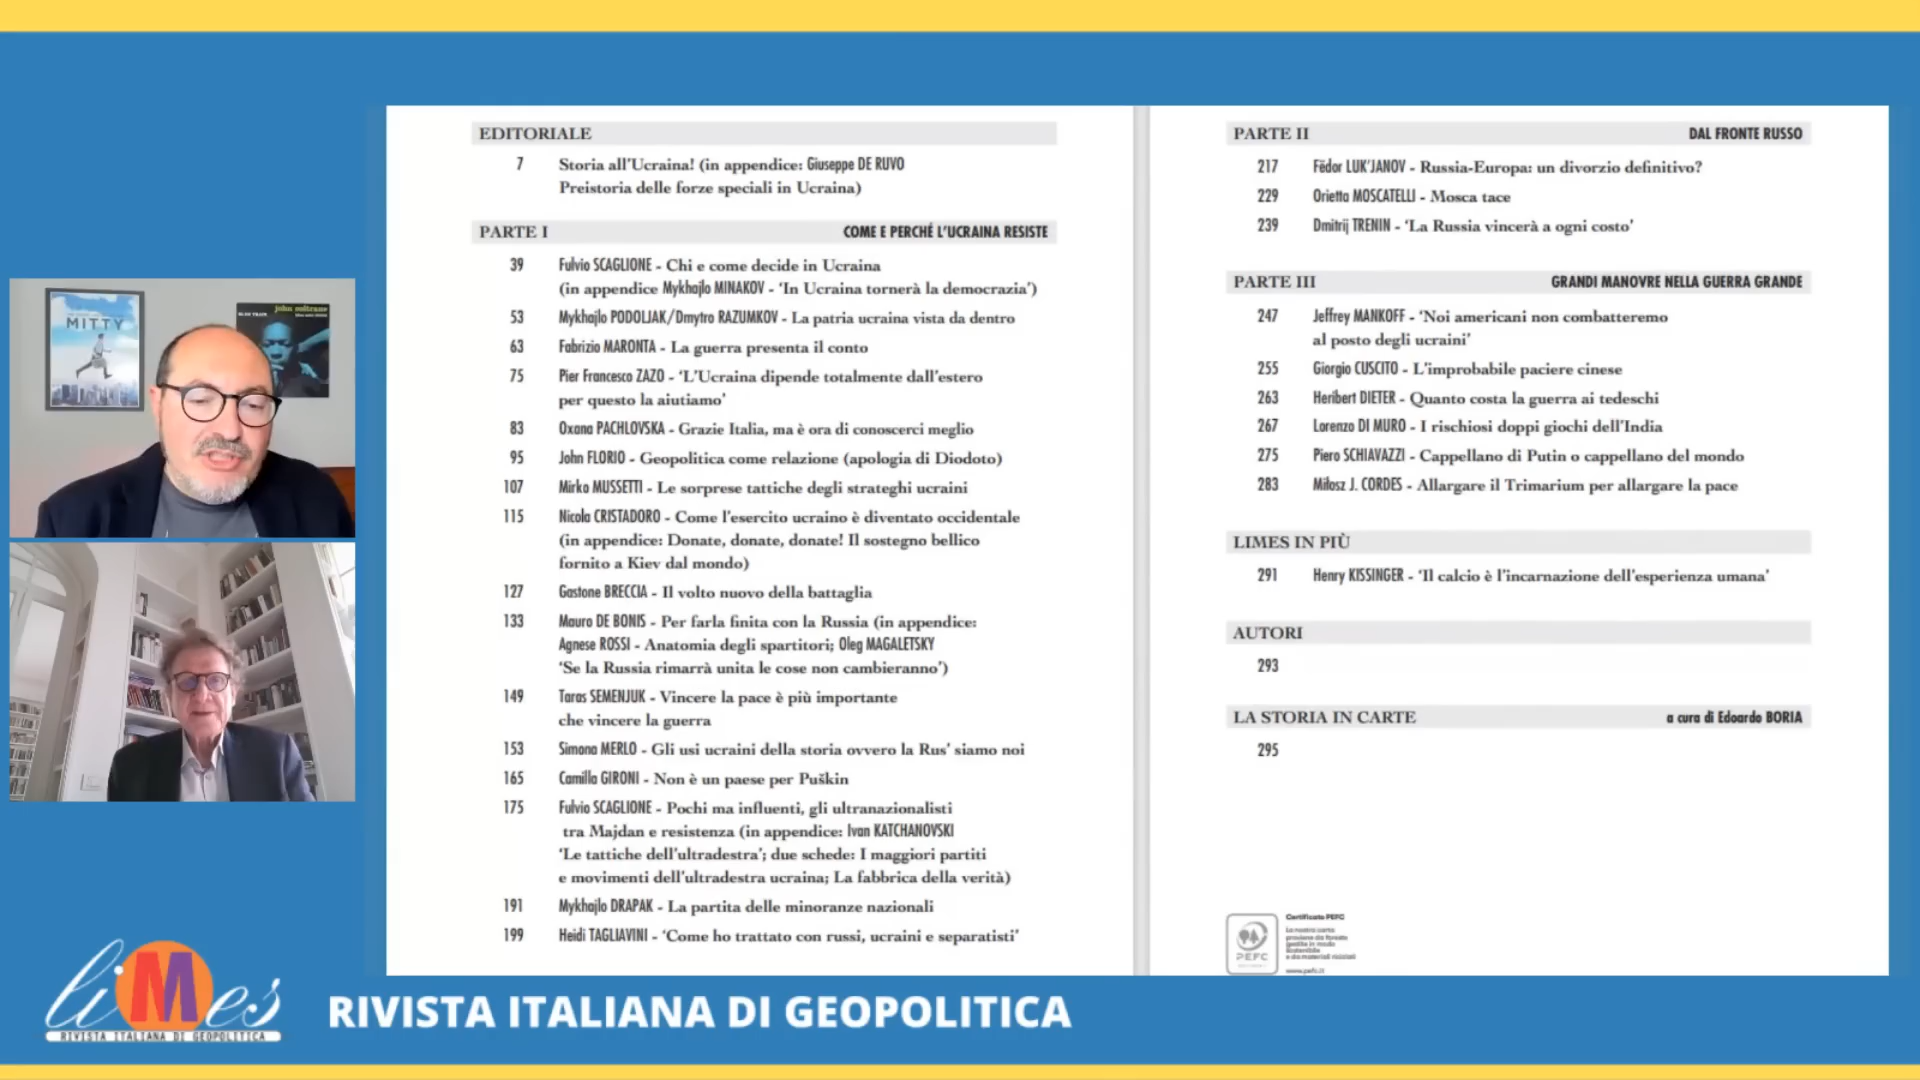 EDITORIALE
7 Storia all'Ucraina! (in appendice: Giuseppe DE RUVO
Preistoria delle forze speciali in Ucraina)
PARTE I COME E PERCHÉ L'UCRAINA RESISTE
39 Fulvio SCAGLIONE - Chi e come decide in Ucraina
(in appendice Mykhajlo MINAKOV - 'In Ucraina tornerà la democrazia')
53 Mykhajlo PODOLJAK/Dmytro RAZUMKOV - La patria ucraina vista da dentro
63 Fabrizio MARONTA - La guerra presenta il conto
75 Pier Francesco ZAZO - 'L'Ucraina dipende totalmente dall'estero
per questo la aiutiamo'
83 Oxana PACHLOVSKA - Grazie Italia, ma è ora di conoscerci meglio
95 John FLORIO - Geopolitica come relazione (apologia di Diodoto)
107 Mirko MUSSETTI - Le sorprese tattiche degli strateghi ucraini
115 Nicola CRISTADORO - Come l'esercito ucraino è diventato occidentale
(in appendice: Donate, donate, donate! Il sostegno bellico
fornito a Kiev dal mondo)
127 Gastone BRECCIA - Il volto nuovo della battaglia
133 Mauro DE BONIS - Per farla finita con la Russia (in appendice:
Agnese ROSSI - Anatomia degli spartitori; Oleg MAGALETSKY
'Se la Russia rimarrà unita le cose non cambieranno')
149 Taras SEMENJUK - Vincere la pace è più importante
che vincere la guerra
153 Simona MERLO - Gli usi ucraini della storia ovvero la Rus' siamo noi
165 Camilla GIRONI - Non è un paese per Puškin
175 Fulvio SCAGLIONE - Pochi ma influenti, gli ultranazionalisti
tra Majdan e resistenza (in appendice: Ivan KATCHANOVSKI
'Le tattiche dell'ultradestra'; due schede: I maggiori partiti
e movimenti dell'ultradestra ucraina; La fabbrica della verità)
191 Mykhajlo DRAPAK - La partita delle minoranze nazionali
199 Heidi TAGLIAVINI - 'Come ho trattato con russi, ucraini e separatisti'
PARTE II DAL FRONTE RUSSO
217 Fëdor LUK'JANOV - Russia-Europa: un divorzio definitivo?
229 Orietta MOSCATELLI - Mosca tace
239 Dmitrij TRENIN - 'La Russia vincerà a ogni costo'
PARTE III GRANDI MANOVRE NELLA GUERRA GRANDE
247 Jeffrey MANKOFF - 'Noi americani non combatteremo
al posto degli ucraini'
255 Giorgio CUSCITO - L'improbabile paciere cinese
263 Heribert DIETER - Quanto costa la guerra ai tedeschi
267 Lorenzo DI MURO - I rischiosi doppi giochi dell'India
275 Piero SCHIAVAZZI - Cappellano di Putin o cappellano del mondo
283 Miłosz J. CORDES - Allargare il Trimarium per allargare la pace
LIMES IN PIÙ
291 Henry KISSINGER - 'Il calcio è l'incarnazione dell'esperienza umana'
AUTORI
293
LA STORIA IN CARTE a cura di Edoardo BORIA
295
PEFC
Certificato PEFC
www.pefc.it
MITTY
john coltrane
BLUE TRAIN
liMes
RIVISTA ITALIANA DI GEOPOLITICA
RIVISTA ITALIANA DI GEOPOLITICA